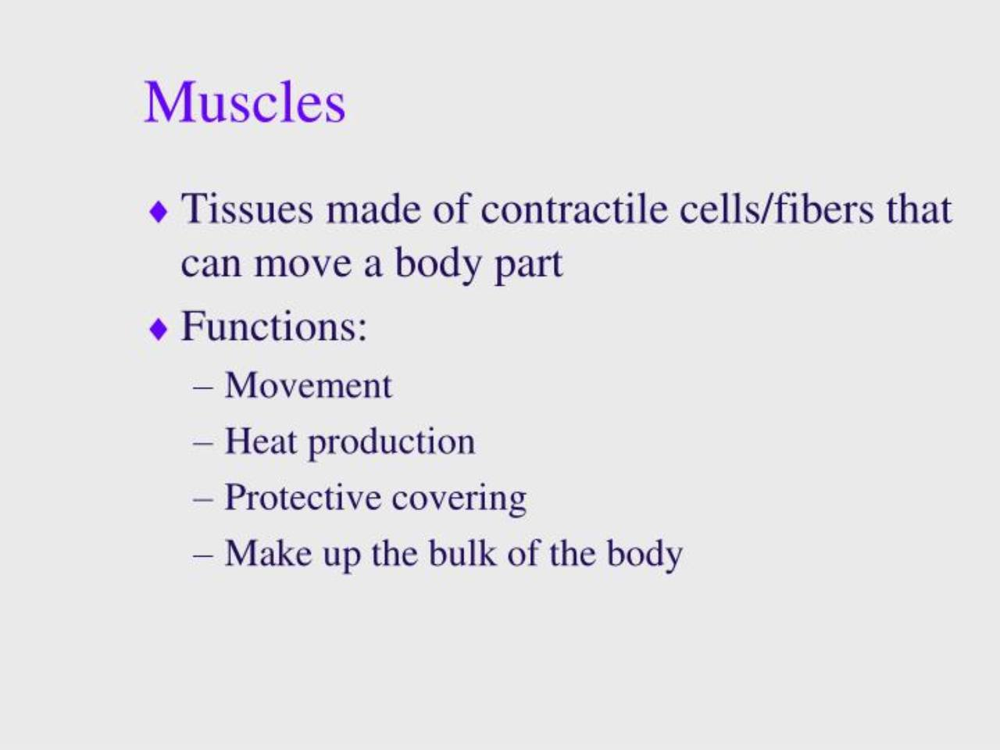 Muscles
♦ Tissues made of contractile cells/fibers that
can move a body part
♦ Functions:
– Movement
– Heat production
– Protective covering
– Make up the bulk of the body